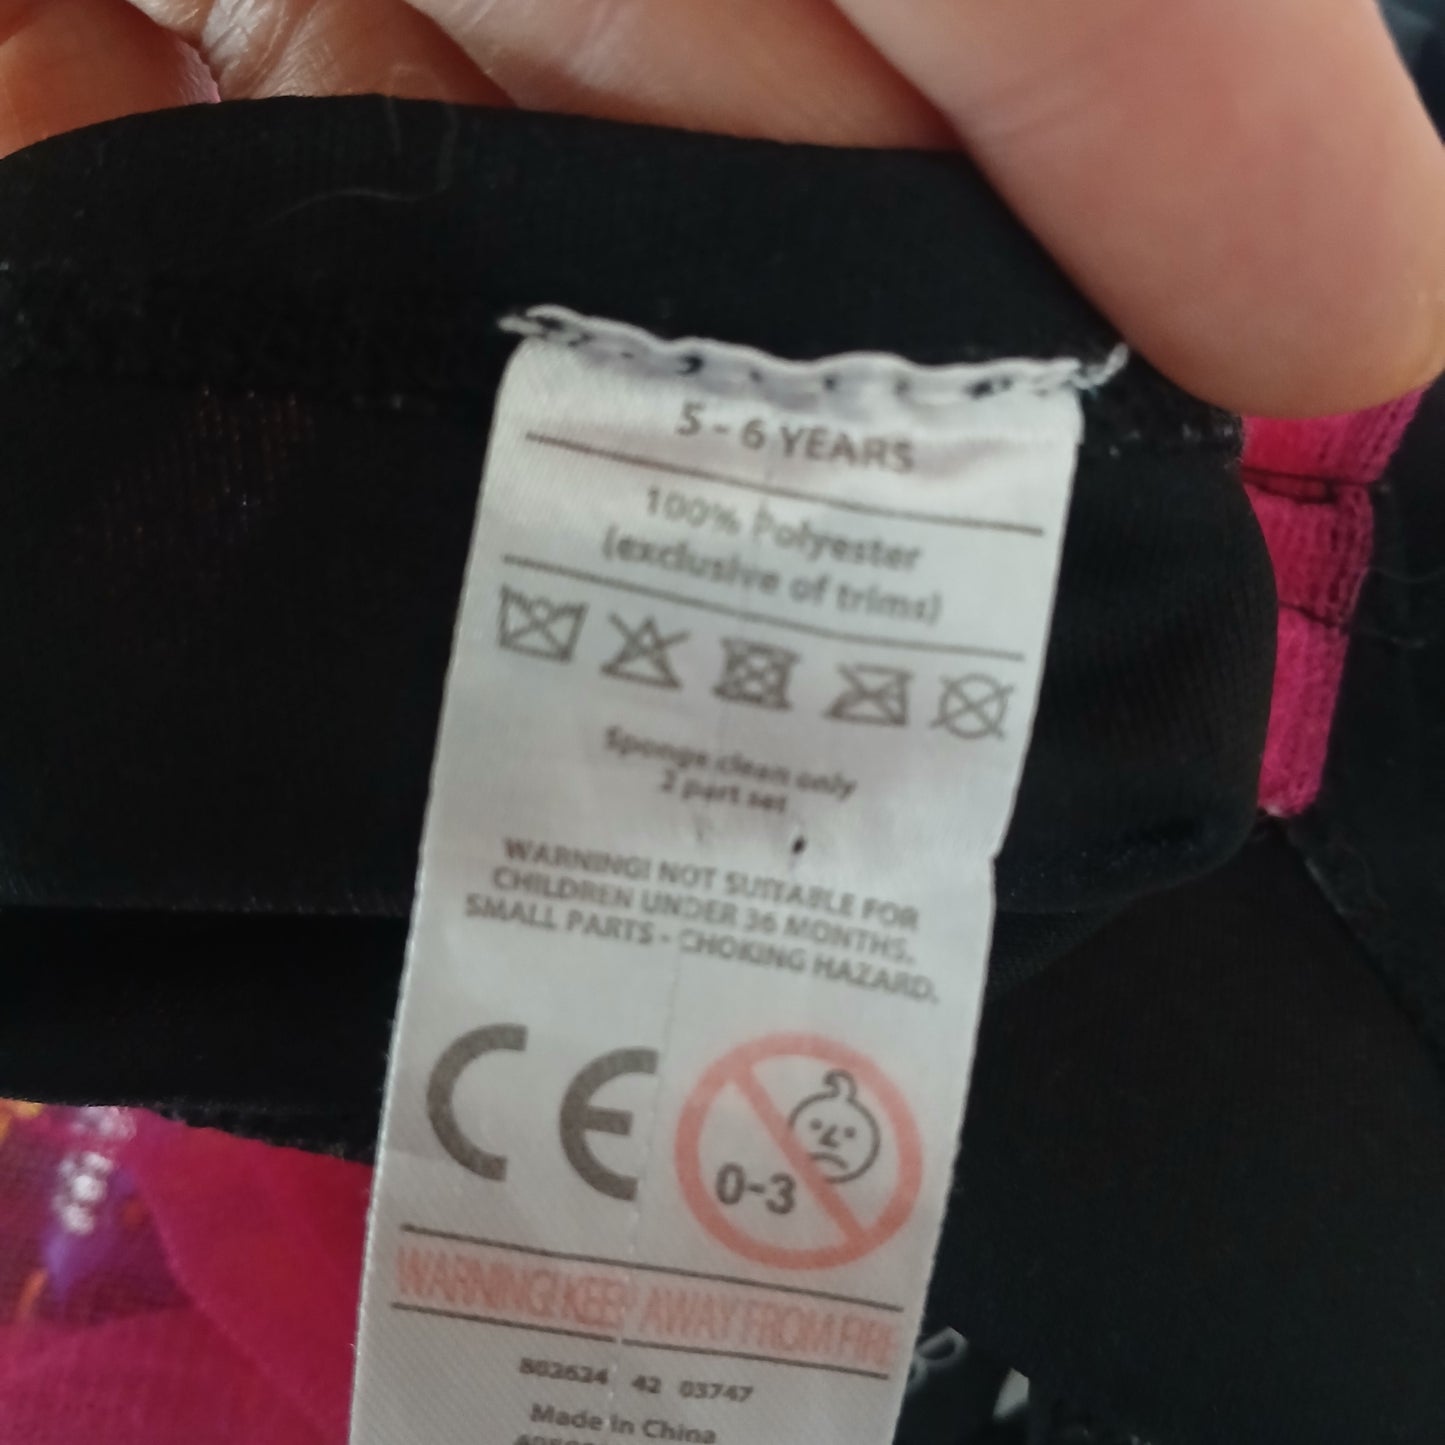 5 - 6 YEARS
100% Polyester
(exclusive of trims)
Sponge clean only
2 part set
WARNING! NOT SUITABLE FOR
CHILDREN UNDER 36 MONTHS.
SMALL PARTS - CHOKING HAZARD.
CE
0-3
WARNING! KEEP AWAY FROM FIRE
802624 42 03747
Made in China